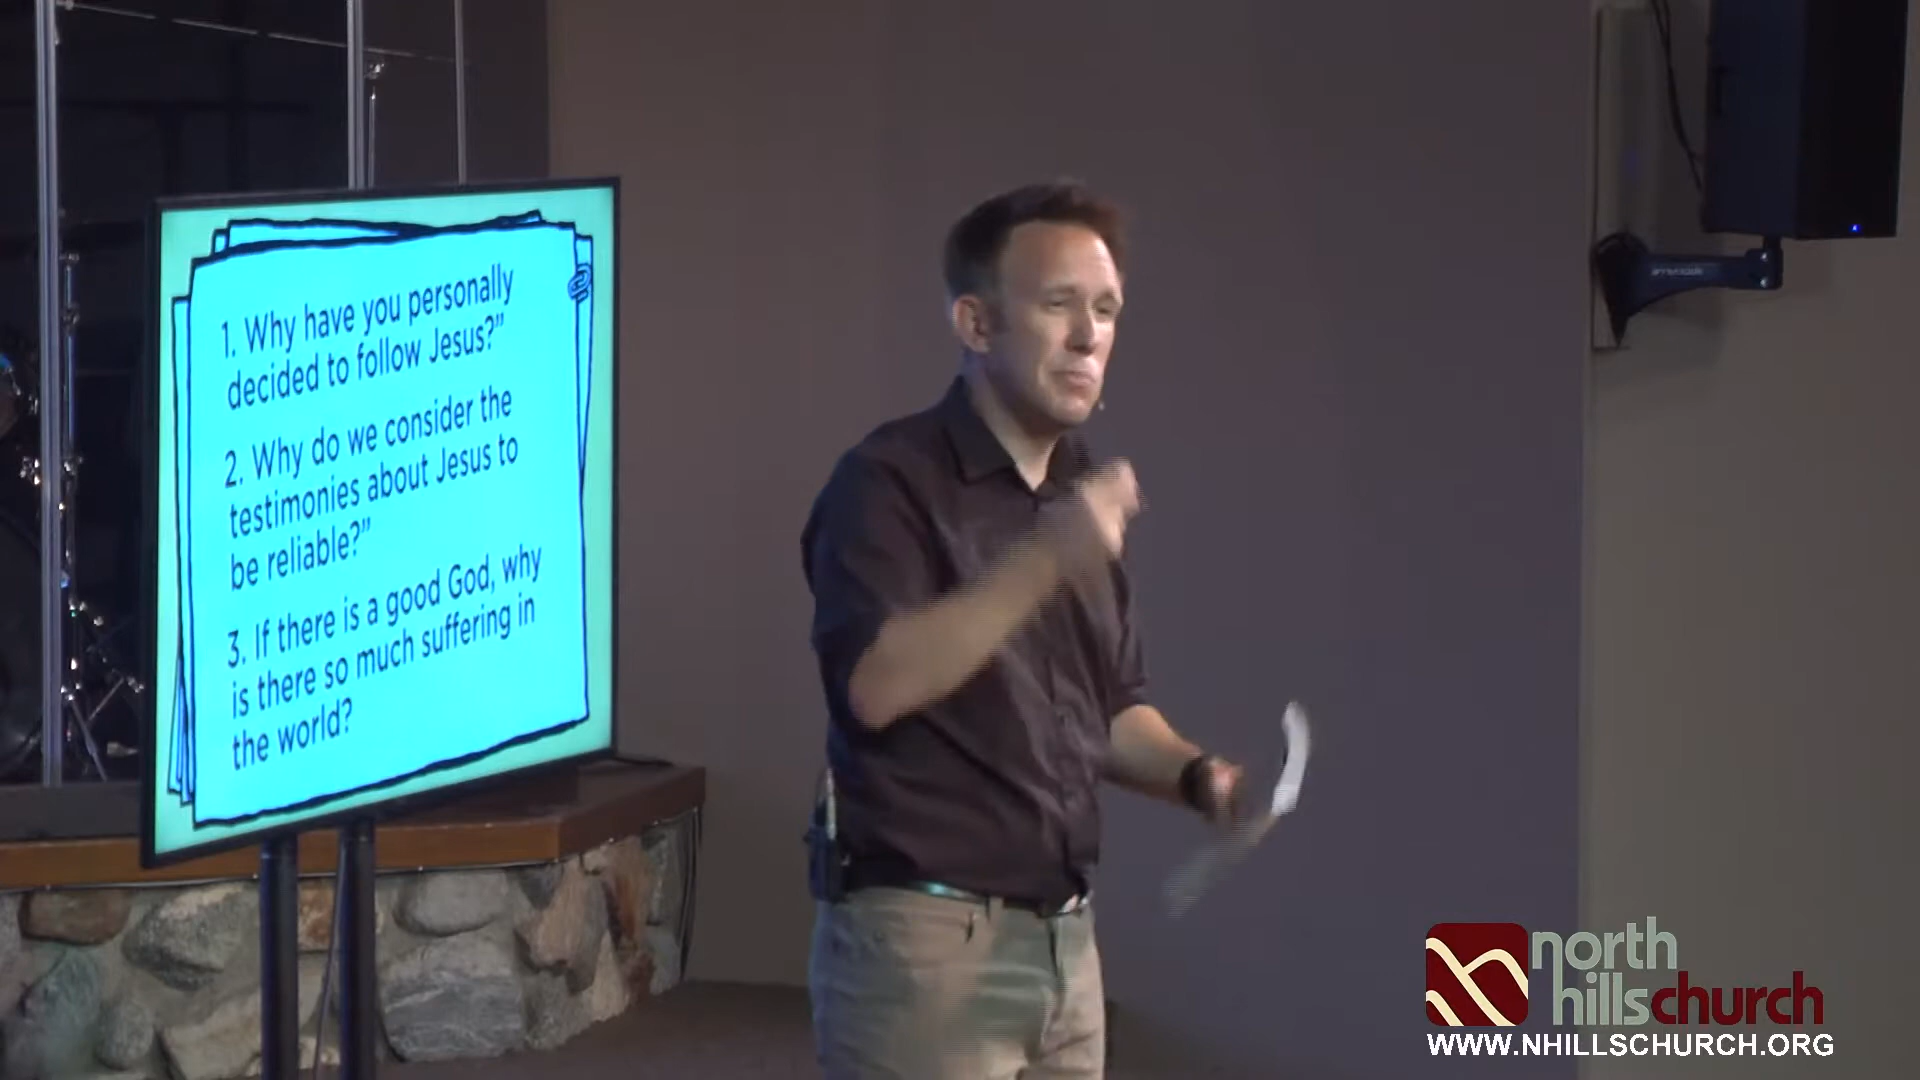 1. Why have you personally
decided to follow Jesus?”
2. Why do we consider the
testimonies about Jesus to
be reliable?”
3. If there is a good God, why
is there so much suffering in
the world?
north
hillschurch
WWW.NHILLSCHURCH.ORG